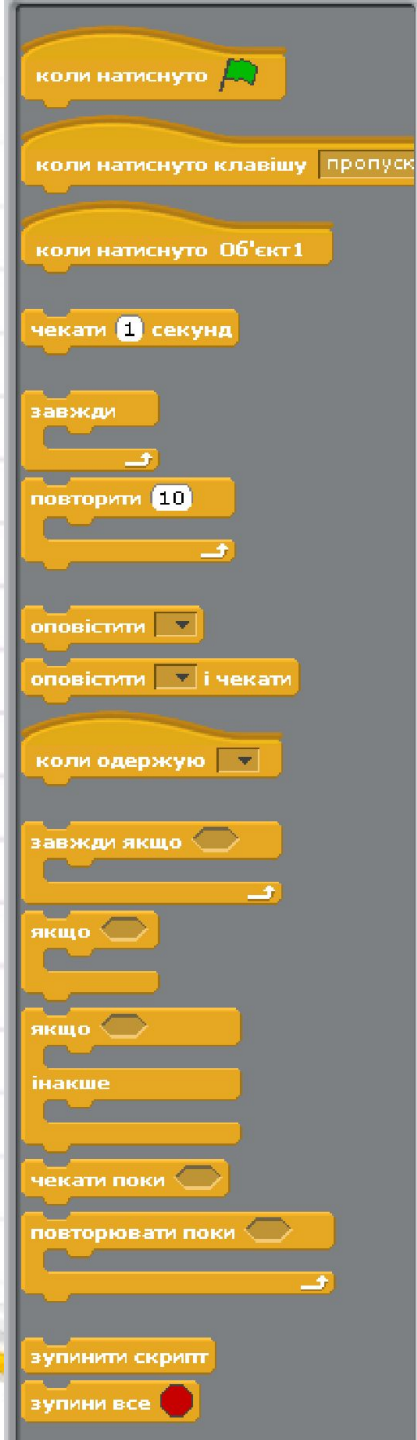 коли натиснуто
коли натиснуто клавішу пропуск
коли натиснуто Об'єкт1
чекати 1 секунд
завжди
повторити 10
оповістити
оповістити і чекати
коли одержую
завжди якщо
якщо
якщо
інакше
чекати поки
повторювати поки
зупинити скрипт
зупини все